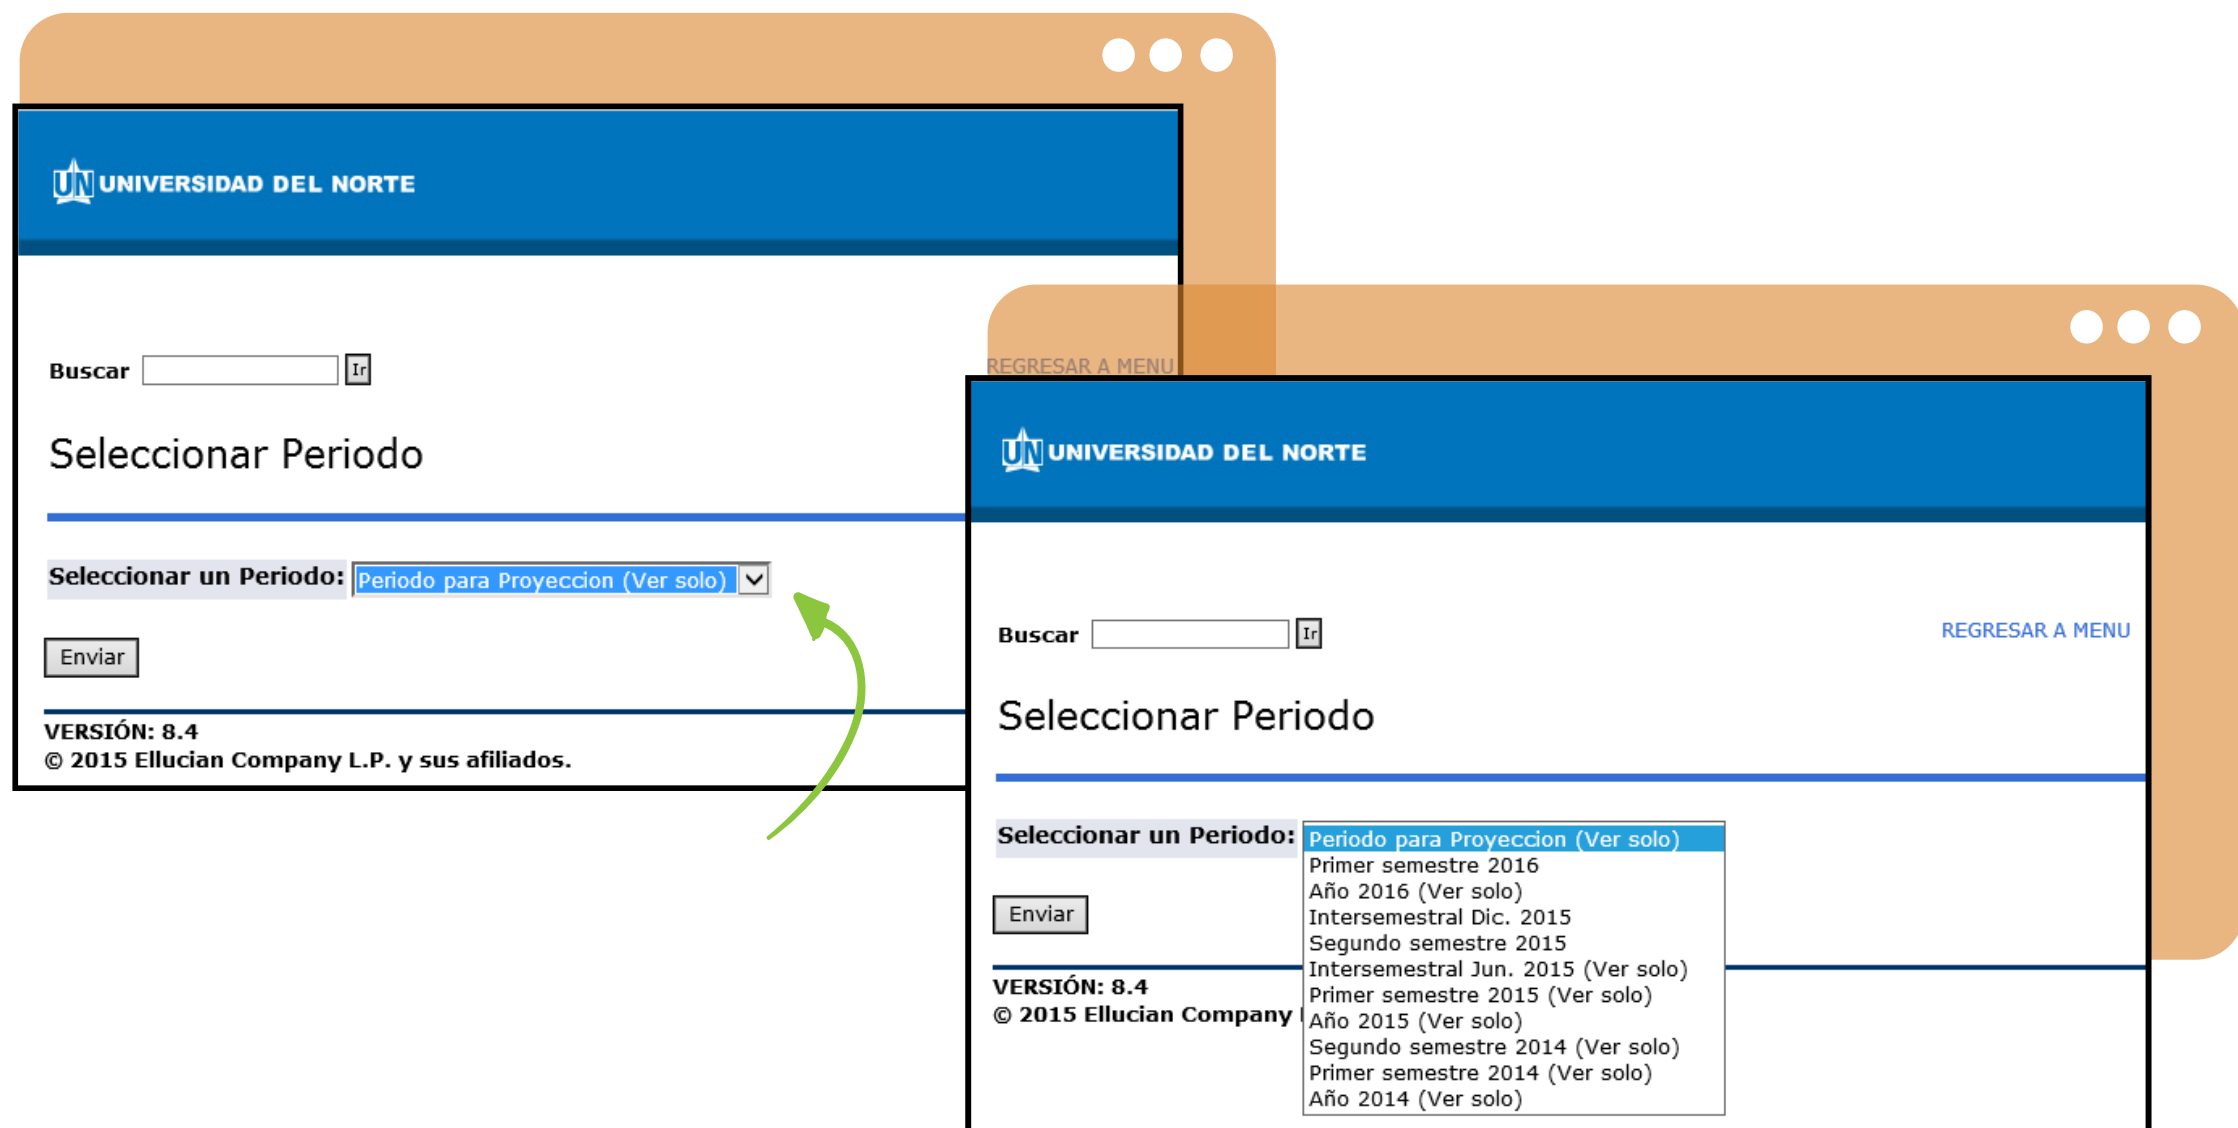 UN UNIVERSIDAD DEL NORTE
Buscar Ir
REGRESAR A MENU
Seleccionar Periodo
Seleccionar un Periodo: Periodo para Proyeccion (Ver solo)
Enviar
VERSIÓN: 8.4
© 2015 Ellucian Company L.P. y sus afiliados.
UN UNIVERSIDAD DEL NORTE
Buscar Ir
REGRESAR A MENU
Seleccionar Periodo
Seleccionar un Periodo: Periodo para Proyeccion (Ver solo)
Primer semestre 2016
Año 2016 (Ver solo)
Intersemestral Dic. 2015
Segundo semestre 2015
Intersemestral Jun. 2015 (Ver solo)
Primer semestre 2015 (Ver solo)
Año 2015 (Ver solo)
Segundo semestre 2014 (Ver solo)
Primer semestre 2014 (Ver solo)
Año 2014 (Ver solo)
Enviar
VERSIÓN: 8.4
© 2015 Ellucian Company